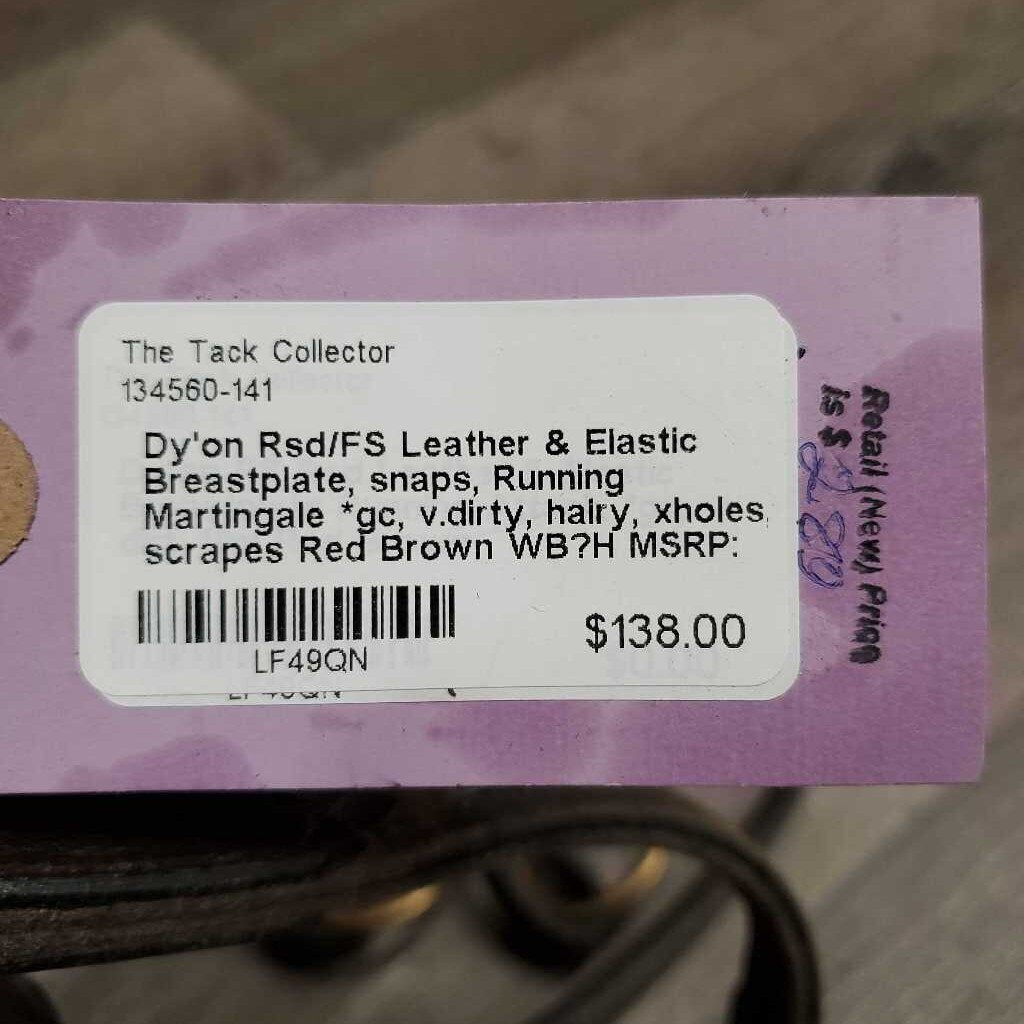 The Tack Collector
134560-141
Dy'on Rsd/FS Leather & Elastic
Breastplate, snaps, Running
Martingale *gc, v.dirty, hairy, xholes,
scrapes Red Brown WB?H MSRP:
$138.00
LF49QN
LF49QN
Retail (New) Price
is $